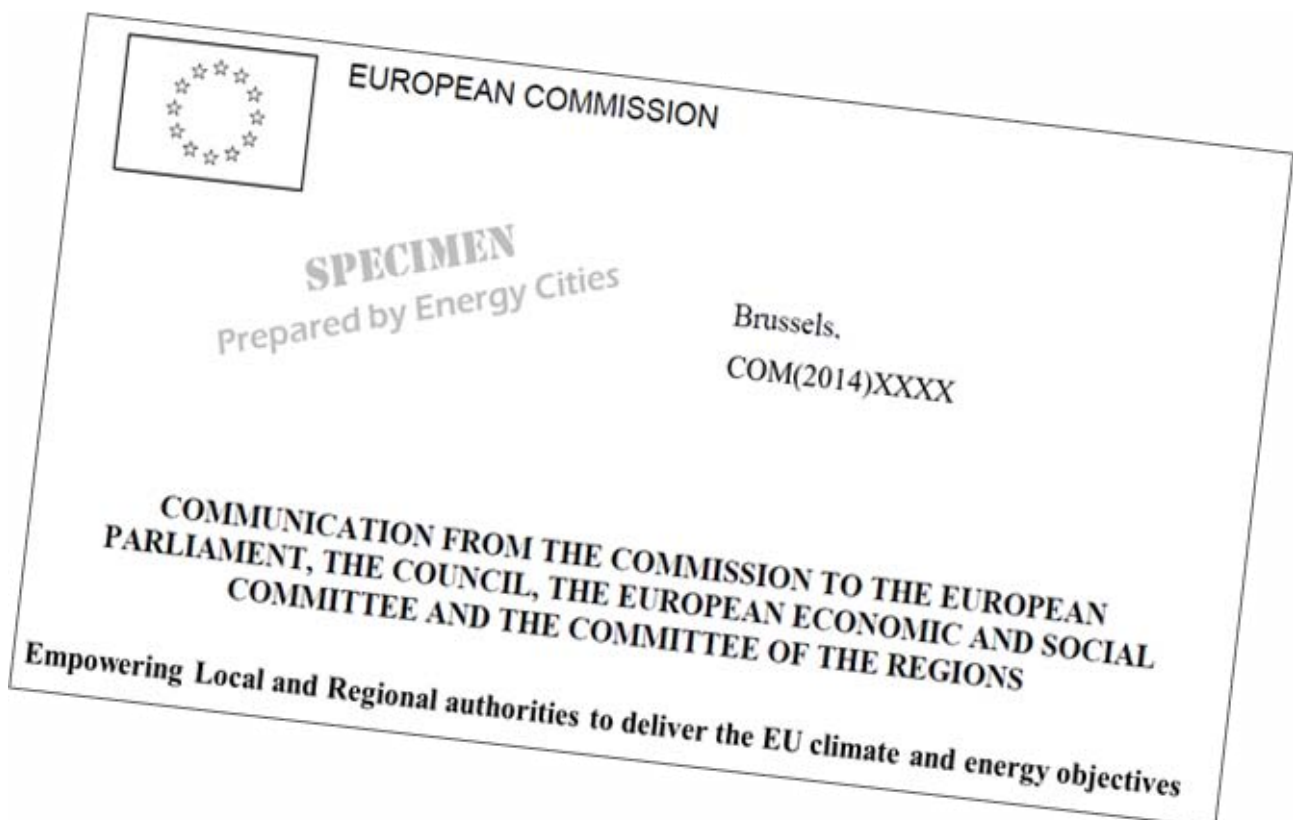 EUROPEAN COMMISSION
SPECIMEN
Prepared by Energy Cities
Brussels.
COM(2014)XXXX
COMMUNICATION FROM THE COMMISSION TO THE EUROPEAN
PARLIAMENT, THE COUNCIL, THE EUROPEAN ECONOMIC AND SOCIAL
COMMITTEE AND THE COMMITTEE OF THE REGIONS
Empowering Local and Regional authorities to deliver the EU climate and energy objectives